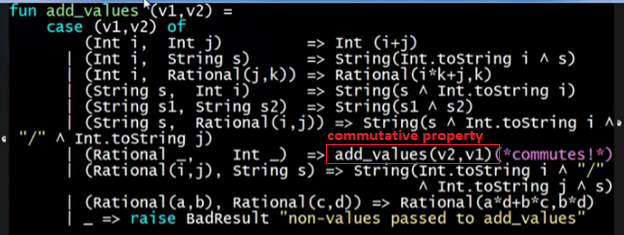 fun add_values (v1,v2) =
case (v1,v2) of
(Int i, Int j) => Int (i+j)
| (Int i, String s) => String(Int.toString i ^ s)
| (Int i, Rational(j,k)) => Rational(i*k+j,k)
| (String s, Int i) => String(s ^ Int.toString i)
| (String s1, String s2) => String(s1 ^ s2)
| (String s, Rational(i,j)) => String(s ^ Int.toString i ^
"/" ^ Int.toString j)
commutative property
| (Rational _, Int _) => add_values(v2,v1)(*commutes!*)
| (Rational(i,j), String s) => String(Int.toString i ^ "/"
^ Int.toString j ^ s)
| (Rational(a,b), Rational(c,d)) => Rational(a*d+b*c,b*d)
| _ => raise BadResult "non-values passed to add_values"